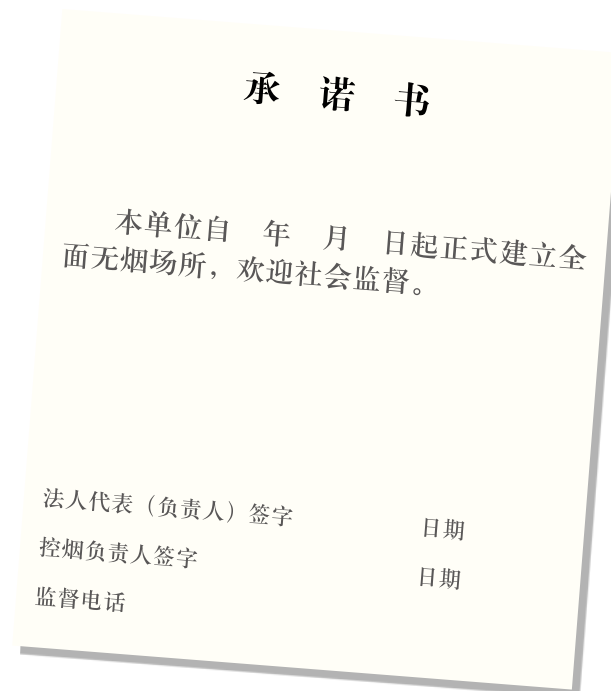 承 诺 书
本单位自 年 月 日起正式建立全
面无烟场所，欢迎社会监督。
法人代表（负责人）签字 日期
控烟负责人签字 日期
监督电话